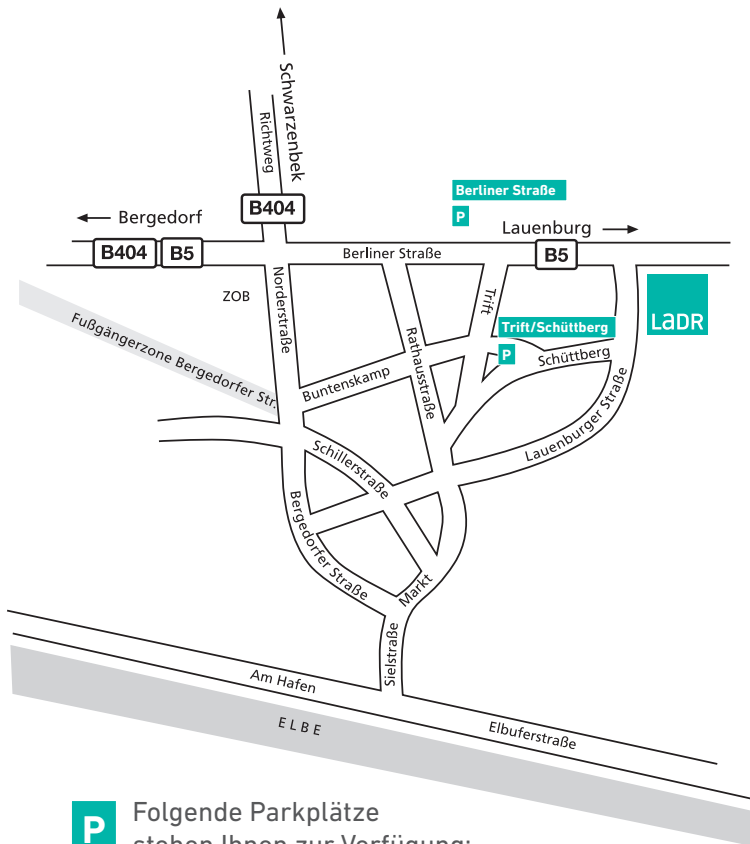 Schwarzenbek
Richtweg
Berliner Straße
P
B404
← Bergedorf
Lauenburg →
B404
B5
Berliner Straße
B5
ZOB
Norderstraße
Trift
LaDR
Trift/Schüttberg
P
Schüttberg
Fußgängerzone Bergedorfer Str.
Buntenskamp
Rathausstraße
Lauenburger Straße
Schillerstraße
Bergedorfer Straße
Markt
Sielstraße
Am Hafen
ELBE
Elbuferstraße
P
Folgende Parkplätze
stehen Ihnen zur Verfügung: